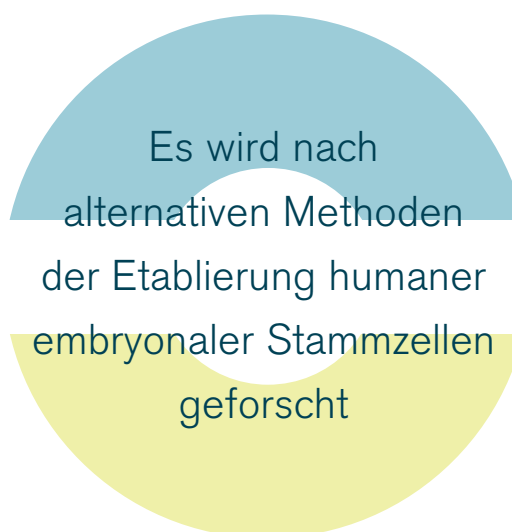 Es wird nach
alternativen Methoden
der Etablierung humaner
embryonaler Stammzellen
geforscht